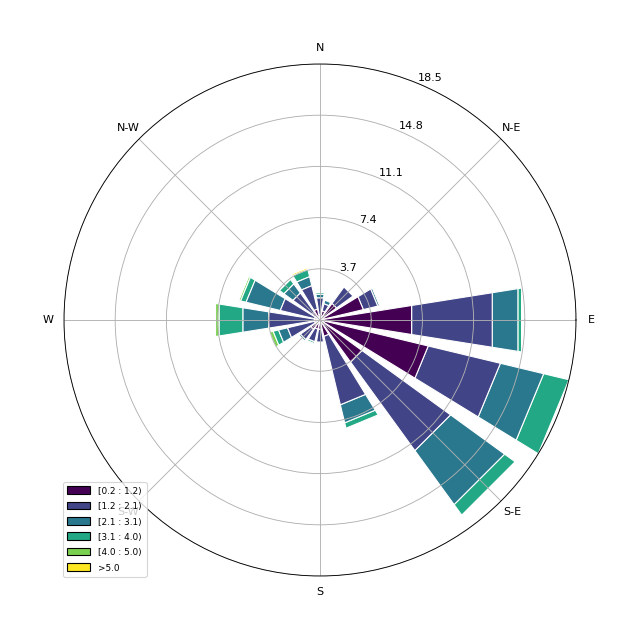 N
18.5
N-W
14.8
N-E
11.1
7.4
3.7
W
E
[0.2 : 1.2)
[1.2 : 2.1)
S-W
S-E
[2.1 : 3.1)
[3.1 : 4.0)
[4.0 : 5.0)
>5.0
S